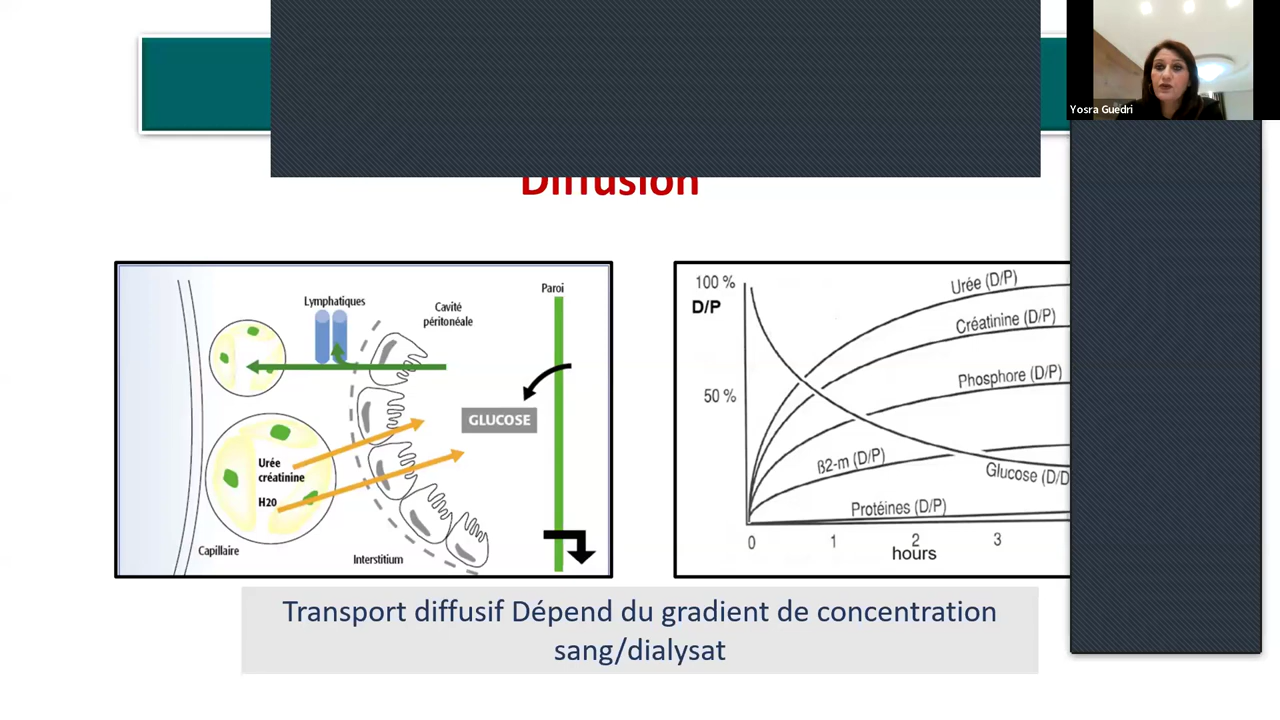 Yosra Guedri
Diffusion
Lymphatiques
Cavité
péritonéale
Paroi
GLUCOSE
Urée
créatinine
H20
Capillaire
Interstitium
100 %
D/P
50 %
Urée (D/P)
Créatinine (D/P)
Phosphore (D/P)
ß2-m (D/P)
Glucose (D/D
Protéines (D/P)
0 1 2 3
hours
Transport diffusif Dépend du gradient de concentration
sang/dialysat